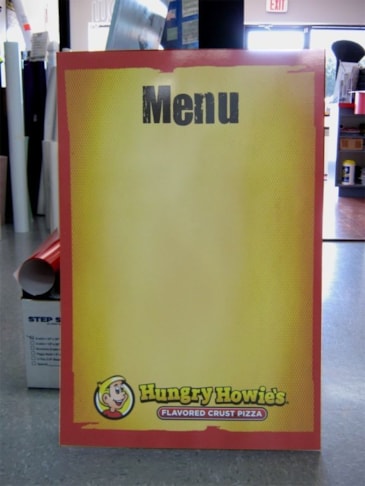 EXIT
Menu
STEP S
Hungry Howie's
FLAVORED CRUST PIZZA